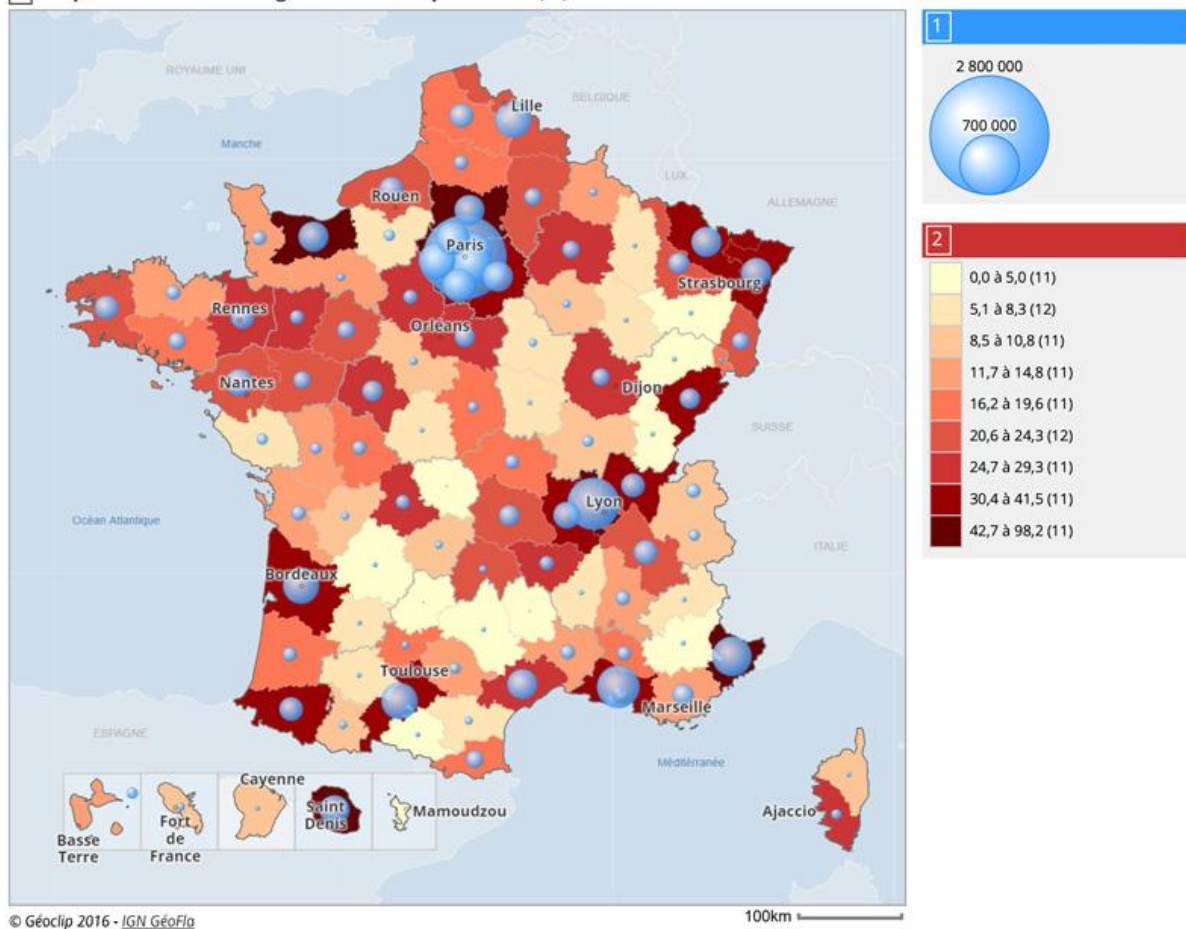 1
2 800 000
700 000
2
0,0 à 5,0 (11)
5,1 à 8,3 (12)
8,5 à 10,8 (11)
11,7 à 14,8 (11)
16,2 à 19,6 (11)
20,6 à 24,3 (12)
24,7 à 29,3 (11)
30,4 à 41,5 (11)
42,7 à 98,2 (11)
ROYAUME UNI
BELGIQUE
Lille
Manche
LUX.
ALLEMAGNE
Rouen
Paris
Strasbourg
Rennes
Orléans
Nantes
Dijon
SUISSE
Lyon
Océan Atlantique
ITALIE
Bordeaux
Toulouse
Marseille
ESPAGNE
Méditérranée
Ajaccio
Cayenne
Saint
Denis
Mamoudzou
Fort
de
France
Basse
Terre
© Géoclip 2016 - IGN GéoFla
100km